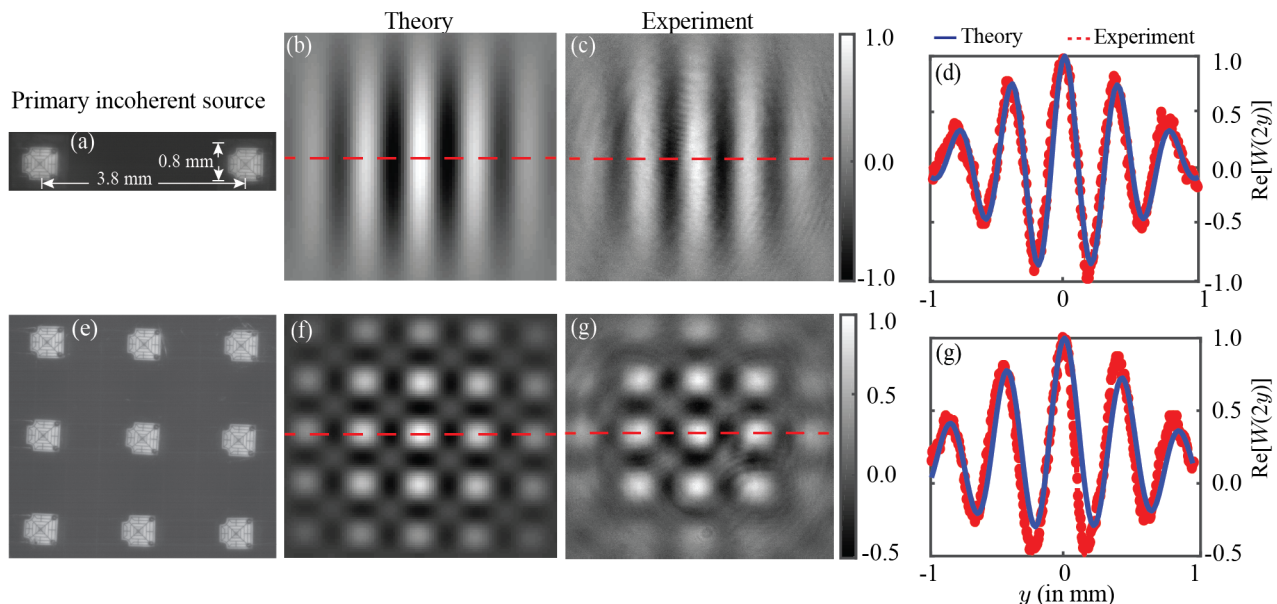 Theory
Experiment
Theory
Experiment
Primary incoherent source
(a)
0.8 mm
3.8 mm
(b)
(c)
1.0
0.0
-1.0
(d)
1.0
0.5
0.0
-0.5
-1.0
Re[W(2y)]
-1
0
1
(e)
(f)
(g)
1.0
0.5
0.0
-0.5
(g)
1.0
0.5
0.0
-0.5
Re[W(2y)]
-1
0
1
y (in mm)